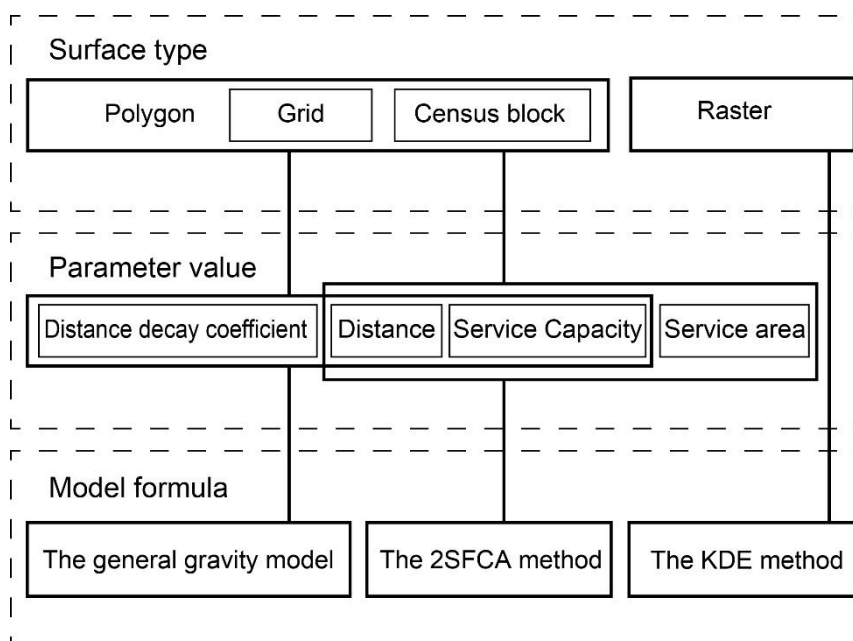 Surface type
Polygon Grid Census block Raster
Parameter value
Distance decay coefficient Distance Service Capacity Service area
Model formula
The general gravity model The 2SFCA method The KDE method